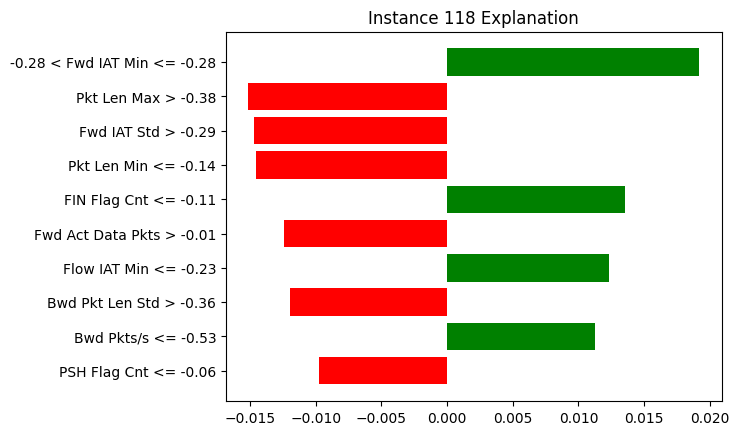 Instance 118 Explanation
-0.28 < Fwd IAT Min <= -0.28
Pkt Len Max > -0.38
Fwd IAT Std > -0.29
Pkt Len Min <= -0.14
FIN Flag Cnt <= -0.11
Fwd Act Data Pkts > -0.01
Flow IAT Min <= -0.23
Bwd Pkt Len Std > -0.36
Bwd Pkts/s <= -0.53
PSH Flag Cnt <= -0.06
−0.015 −0.010 −0.005 0.000 0.005 0.010 0.015 0.020